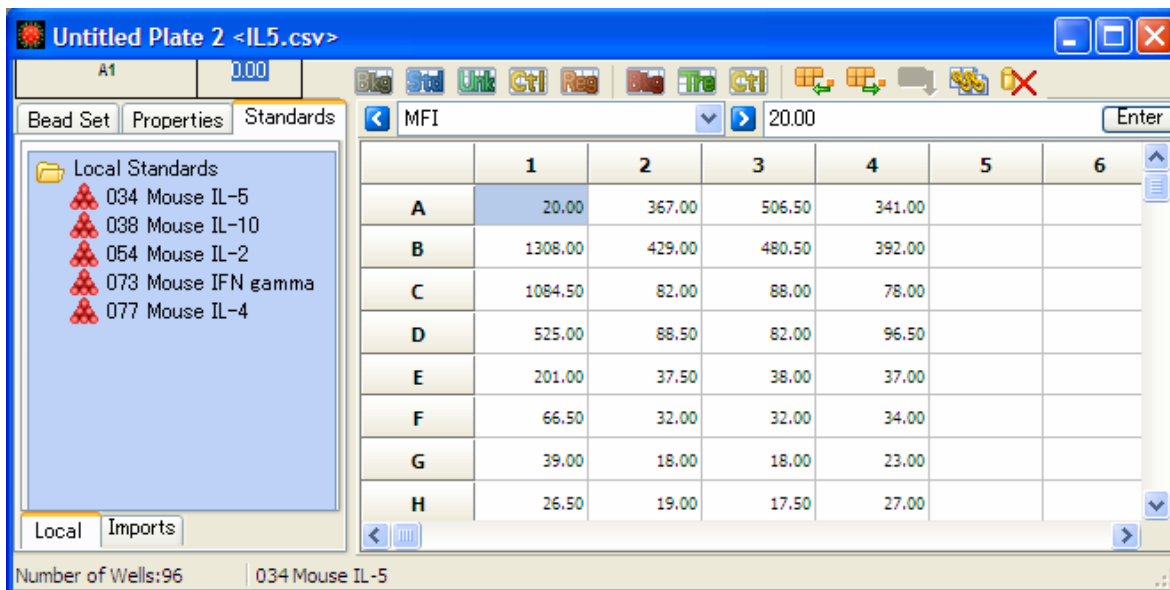 Untitled Plate 2 <IL5.csv>
A1 0.00
Bkg Std Unk Ctl Reg Bkg Tre Ctl
Bead Set Properties Standards
MFI 20.00 Enter
Local Standards
034 Mouse IL-5
038 Mouse IL-10
054 Mouse IL-2
073 Mouse IFN gamma
077 Mouse IL-4
1 2 3 4 5 6
A 20.00 367.00 506.50 341.00
B 1308.00 429.00 480.50 392.00
C 1084.50 82.00 88.00 78.00
D 525.00 88.50 82.00 96.50
E 201.00 37.50 38.00 37.00
F 66.50 32.00 32.00 34.00
G 39.00 18.00 18.00 23.00
H 26.50 19.00 17.50 27.00
Local Imports
Number of Wells:96 034 Mouse IL-5